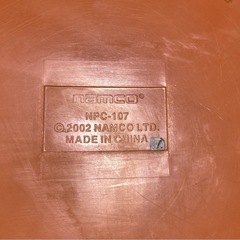 namco®
NPC-107
©2002 NAMCO LTD.
MADE IN CHINA